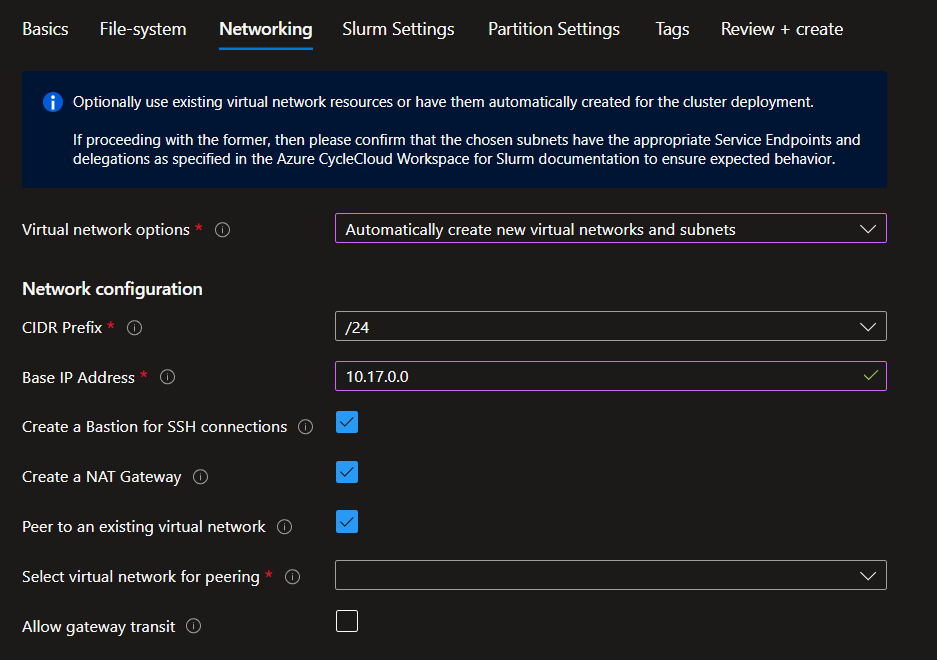 Basics File-system Networking Slurm Settings Partition Settings Tags Review + create
Optionally use existing virtual network resources or have them automatically created for the cluster deployment.
If proceeding with the former, then please confirm that the chosen subnets have the appropriate Service Endpoints and
delegations as specified in the Azure CycleCloud Workspace for Slurm documentation to ensure expected behavior.
Virtual network options * Automatically create new virtual networks and subnets
Network configuration
CIDR Prefix * /24
Base IP Address * 10.17.0.0
Create a Bastion for SSH connections
Create a NAT Gateway
Peer to an existing virtual network
Select virtual network for peering *
Allow gateway transit